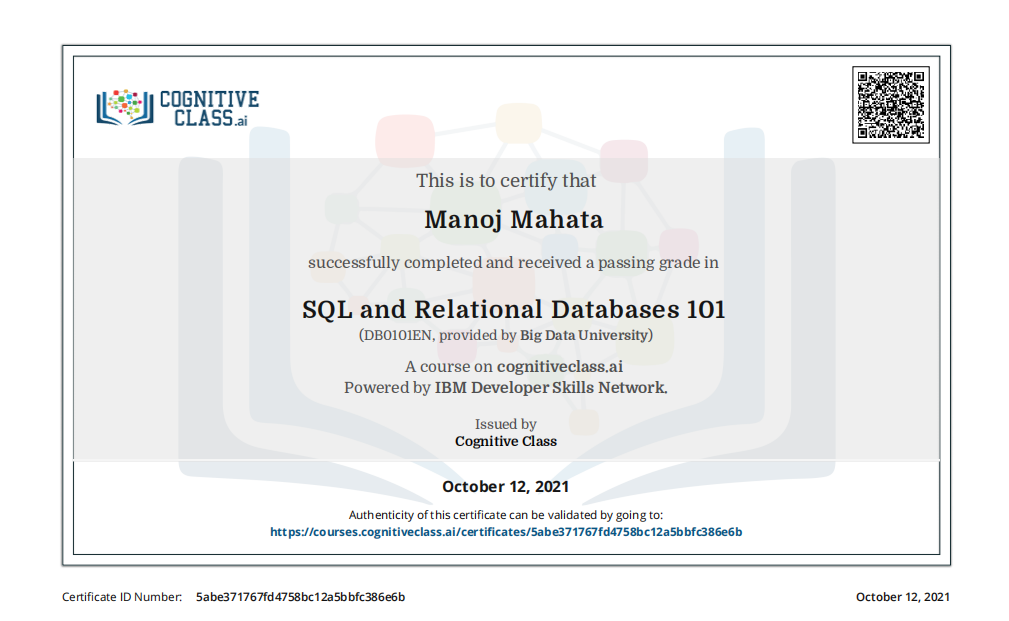 COGNITIVE
CLASS.ai
This is to certify that
Manoj Mahata
successfully completed and received a passing grade in
SQL and Relational Databases 101
(DB0101EN, provided by Big Data University)
A course on cognitiveclass.ai
Powered by IBM Developer Skills Network.
Issued by
Cognitive Class
October 12, 2021
Authenticity of this certificate can be validated by going to:
https://courses.cognitiveclass.ai/certificates/5abe371767fd4758bc12a5bbfc386e6b
Certificate ID Number: 5abe371767fd4758bc12a5bbfc386e6b
October 12, 2021